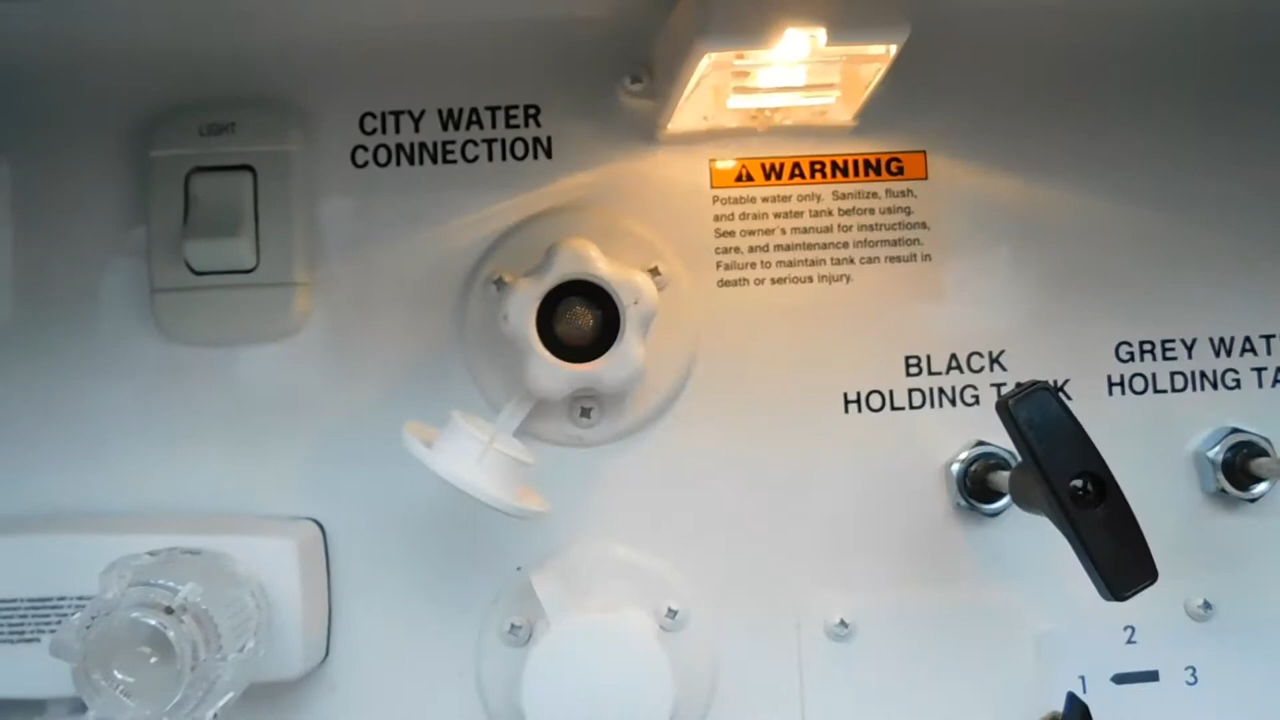 LIGHT
CITY WATER
CONNECTION
WARNING
Potable water only. Sanitize, flush,
and drain water tank before using.
See owner's manual for instructions,
care, and maintenance information.
Failure to maintain tank can result in
death or serious injury.
BLACK
HOLDING TANK
GREY WAT
HOLDING TA
2
1 3